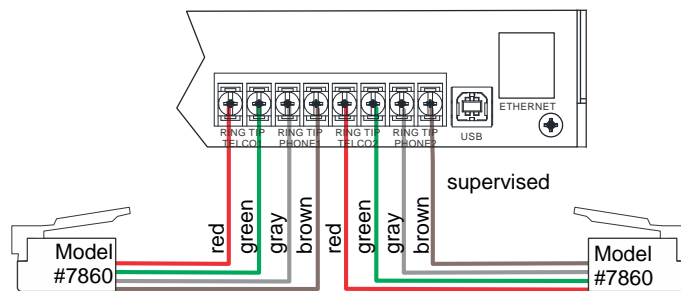 ETHERNET
RING TIP RING TIP RING TIP RING TIP
TELCO1 PHONE1 TELCO2 PHONE2
USB
supervised
red green gray brown red green gray brown
Model
#7860
Model
#7860